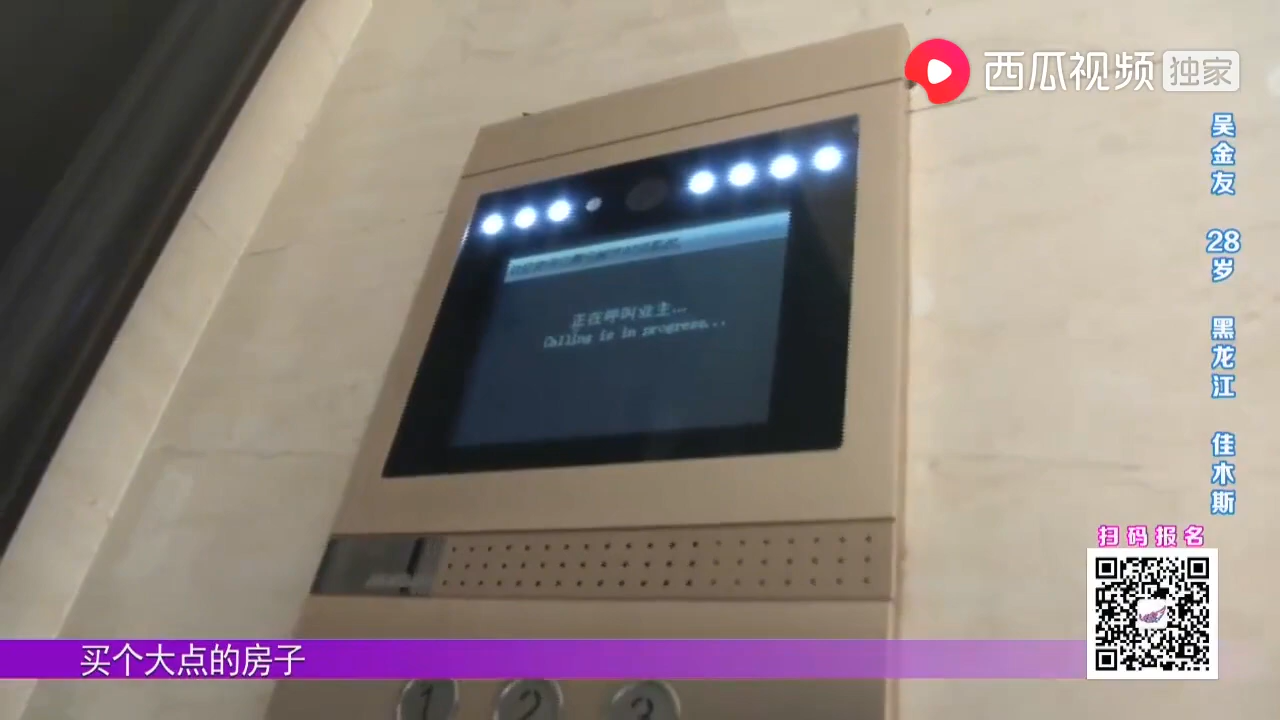 西瓜视频 独家
吴金友 28岁 黑龙江 佳木斯
正在呼叫业主...
Calling is in progress...
扫码报名
买个大点的房子
1 2 3